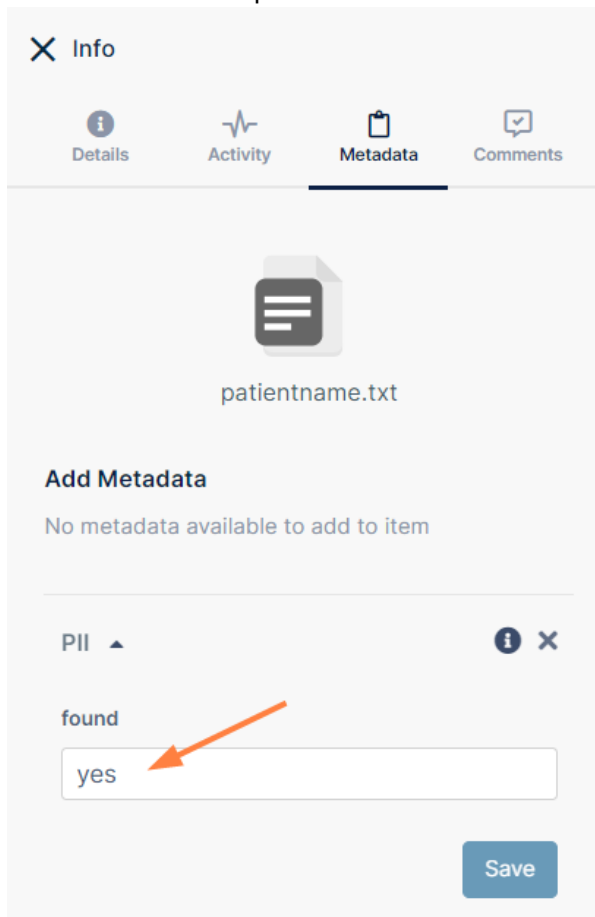 Info
Details Activity Metadata Comments
patientname.txt
Add Metadata
No metadata available to add to item
PII
found
yes
Save